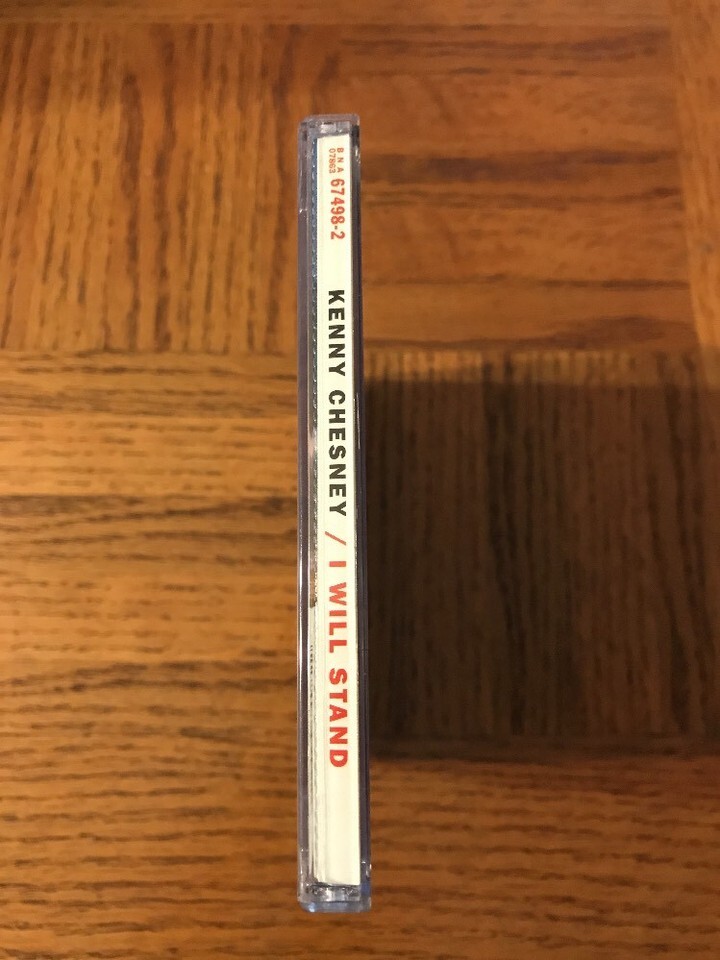 BNA
07863
67498-2
KENNY CHESNEY / I WILL STAND